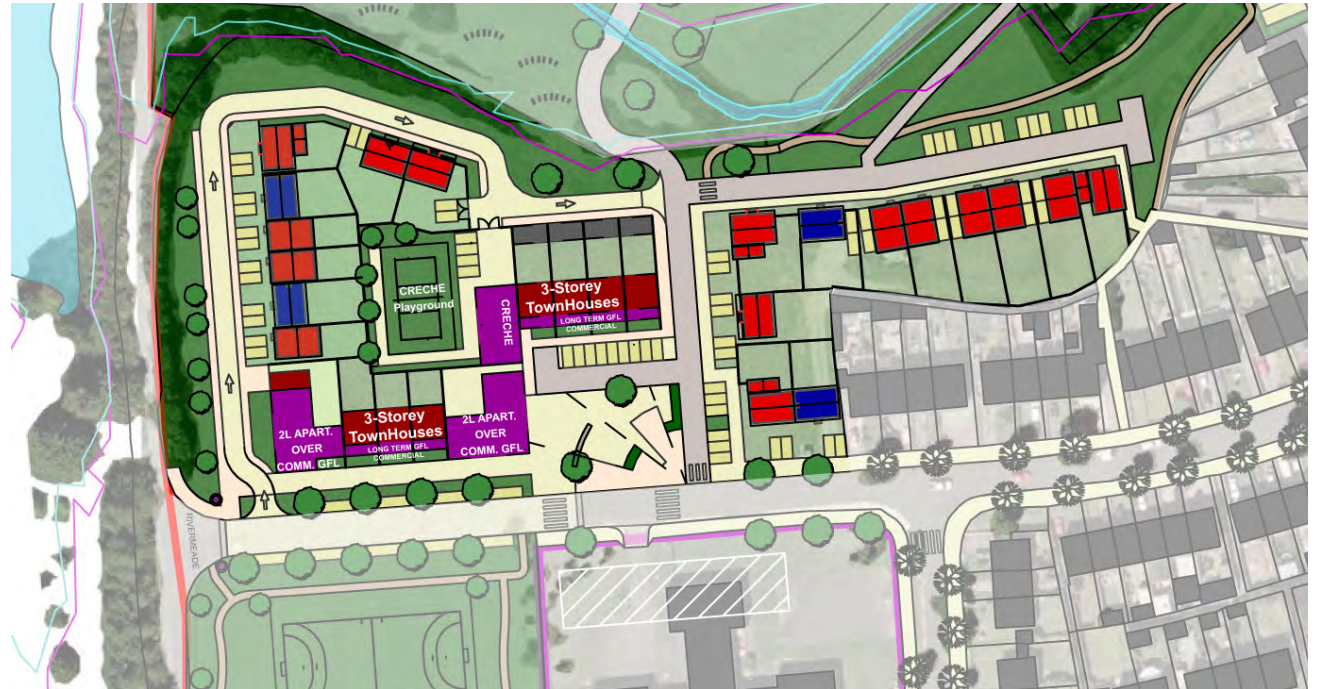 CRECHE
Playground
CRECHE
3-Storey
TownHouses
LONG TERM GFL
COMMERCIAL
2L APART.
OVER
COMM. GFL
3-Storey
TownHouses
LONG TERM GFL
COMMERCIAL
2L APART.
OVER
COMM. GFL
RIVERMEADE